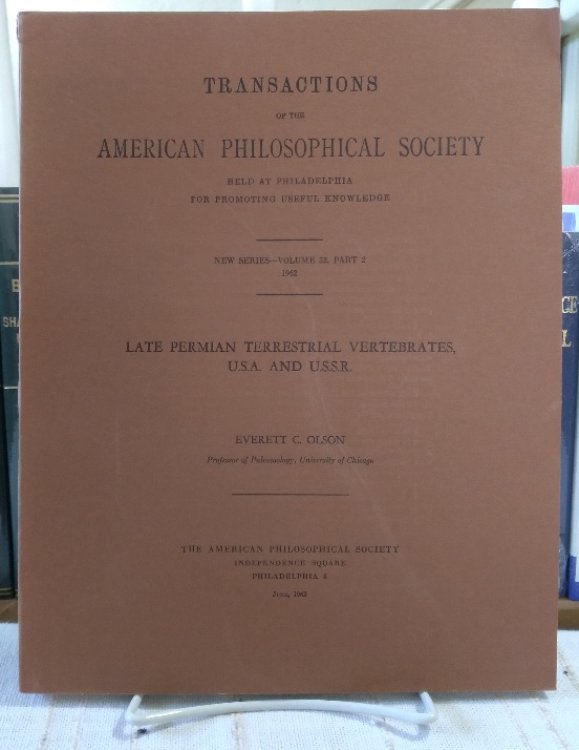 TRANSACTIONS
OF THE
AMERICAN PHILOSOPHICAL SOCIETY
HELD AT PHILADELPHIA
FOR PROMOTING USEFUL KNOWLEDGE
NEW SERIES—VOLUME 52, PART 2
1962
LATE PERMIAN TERRESTRIAL VERTEBRATES,
U.S.A. AND U.S.S.R.
EVERETT C. OLSON
Professor of Paleozoology, University of Chicago
THE AMERICAN PHILOSOPHICAL SOCIETY
INDEPENDENCE SQUARE
PHILADELPHIA 6
1962